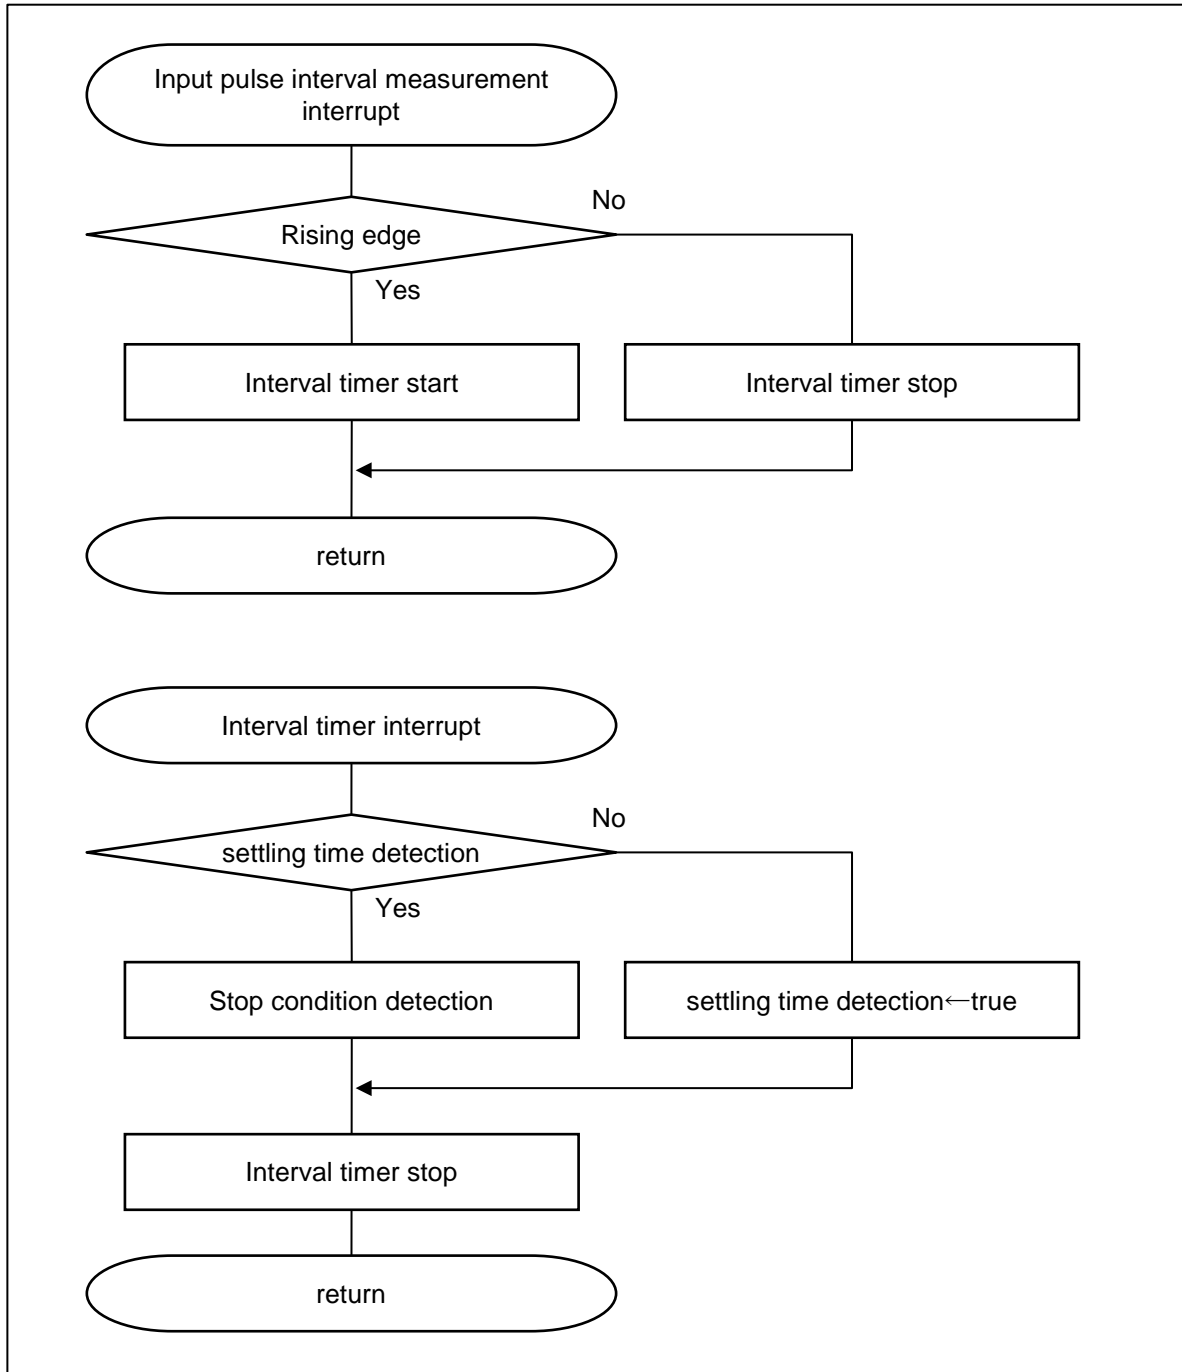 Input pulse interval measurement
interrupt
No
Rising edge
Yes
Interval timer start
Interval timer stop
return
Interval timer interrupt
No
settling time detection
Yes
Stop condition detection
settling time detection←true
Interval timer stop
return